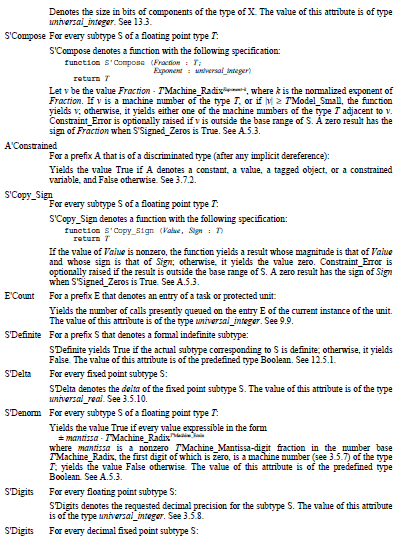 Denotes the size in bits of components of the type of X. The value of this attribute is of type
universal_integer. See 13.3.
S'Compose For every subtype S of a floating point type T:
S'Compose denotes a function with the following specification:
function S'Compose (Fraction : T;
Exponent : universal_integer)
return T
Let v be the value Fraction · T'Machine_Radix^Exponent–k, where k is the normalized exponent of
Fraction. If v is a machine number of the type T, or if |v| ≥ T'Model_Small, the function
yields v; otherwise, it yields either one of the machine numbers of the type T adjacent to v.
Constraint_Error is optionally raised if v is outside the base range of S. A zero result has the
sign of Fraction when S'Signed_Zeros is True. See A.5.3.
A'Constrained
For a prefix A that is of a discriminated type (after any implicit dereference):
Yields the value True if A denotes a constant, a value, a tagged object, or a constrained
variable, and False otherwise. See 3.7.2.
S'Copy_Sign
For every subtype S of a floating point type T:
S'Copy_Sign denotes a function with the following specification:
function S'Copy_Sign (Value, Sign : T)
return T
If the value of Value is nonzero, the function yields a result whose magnitude is that of Value
and whose sign is that of Sign; otherwise, it yields the value zero. Constraint_Error is
optionally raised if the result is outside the base range of S. A zero result has the sign of Sign
when S'Signed_Zeros is True. See A.5.3.
E'Count For a prefix E that denotes an entry of a task or protected unit:
Yields the number of calls presently queued on the entry E of the current instance of the unit.
The value of this attribute is of the type universal_integer. See 9.9.
S'Definite For a prefix S that denotes a formal indefinite subtype:
S'Definite yields True if the actual subtype corresponding to S is definite; otherwise, it yields
False. The value of this attribute is of the predefined type Boolean. See 12.5.1.
S'Delta For every fixed point subtype S:
S'Delta denotes the delta of the fixed point subtype S. The value of this attribute is of the type
universal_real. See 3.5.10.
S'Denorm For every subtype S of a floating point type T:
Yields the value True if every value expressible in the form
± mantissa · T'Machine_Radix^T'Machine_Emin
where mantissa is a nonzero T'Machine_Mantissa-digit fraction in the number base
T'Machine_Radix, the first digit of which is zero, is a machine number (see 3.5.7) of the type
T; yields the value False otherwise. The value of this attribute is of the predefined type
Boolean. See A.5.3.
S'Digits For every floating point subtype S:
S'Digits denotes the requested decimal precision for the subtype S. The value of this attribute
is of the type universal_integer. See 3.5.8.
S'Digits For every decimal fixed point subtype S: